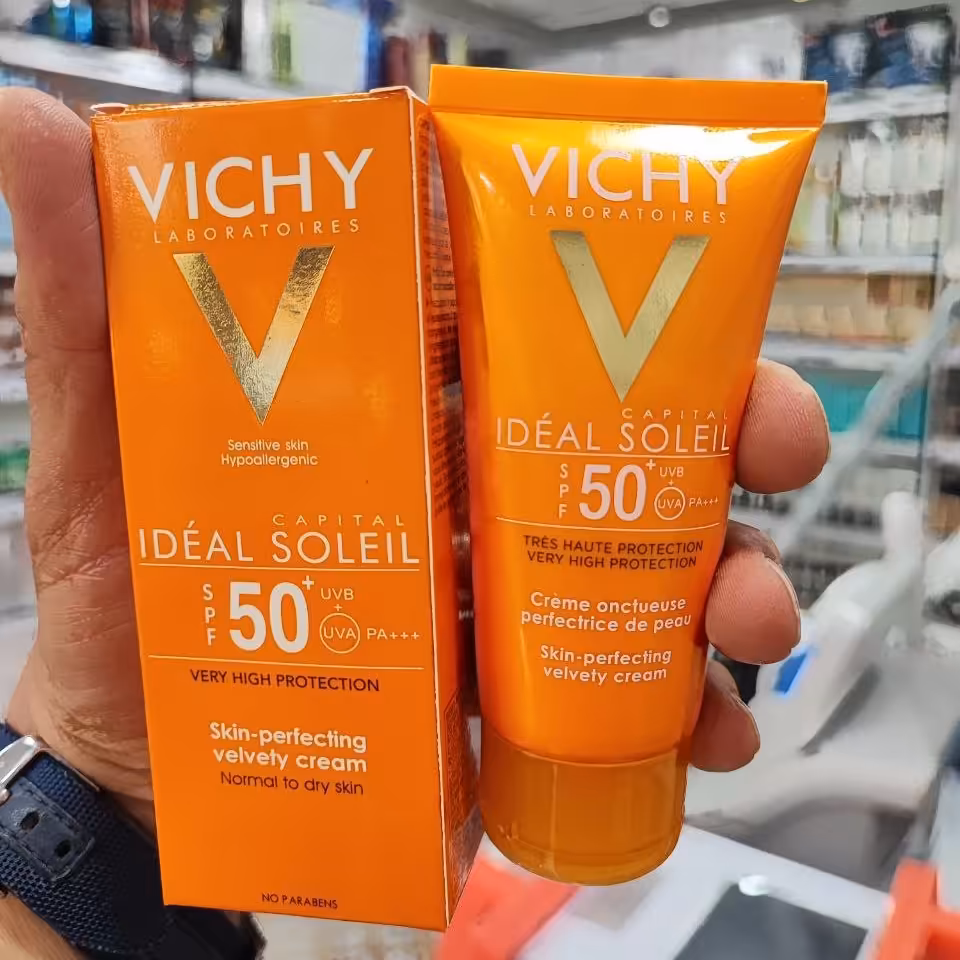 VICHY
LABORATOIRES
Sensitive skin
Hypoallergenic
CAPITAL
IDÉAL SOLEIL
SPF 50+ UVB
+
UVA PA+++
VERY HIGH PROTECTION
Skin-perfecting
velvety cream
Normal to dry skin
NO PARABENS
VICHY
LABORATOIRES
CAPITAL
IDÉAL SOLEIL
SPF 50+ UVB
+
UVA PA+++
TRÈS HAUTE PROTECTION
VERY HIGH PROTECTION
Crème onctueuse
perfectrice de peau
Skin-perfecting
velvety cream